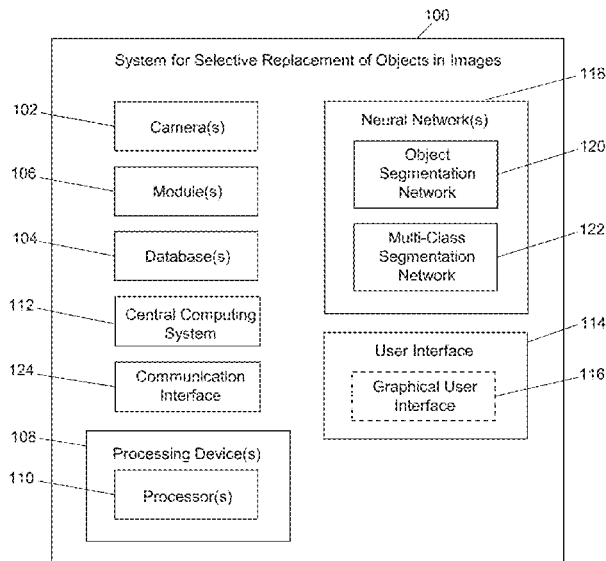 100
System for Selective Replacement of Objects in Images
102
Camera(s)
106
Module(s)
104
Database(s)
112
Central Computing
System
124
Communication
Interface
108
Processing Device(s)
110
Processor(s)
118
Neural Network(s)
Object
Segmentation
Network
120
Multi-Class
Segmentation
Network
122
114
User Interface
Graphical User
Interface
116